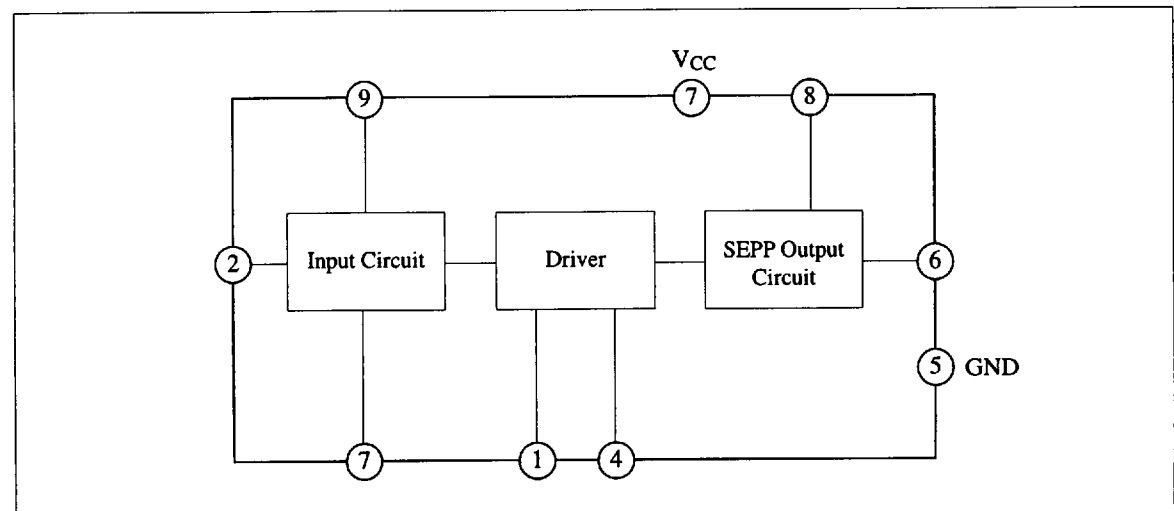 VCC
9
7
8
2
Input Circuit
Driver
SEPP Output
Circuit
6
5 GND
7
1
4